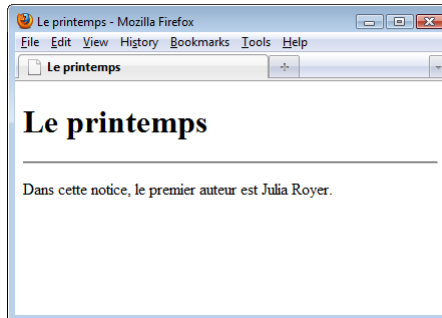 Le printemps - Mozilla Firefox
File Edit View History Bookmarks Tools Help
Le printemps
Le printemps
Dans cette notice, le premier auteur est Julia Royer.